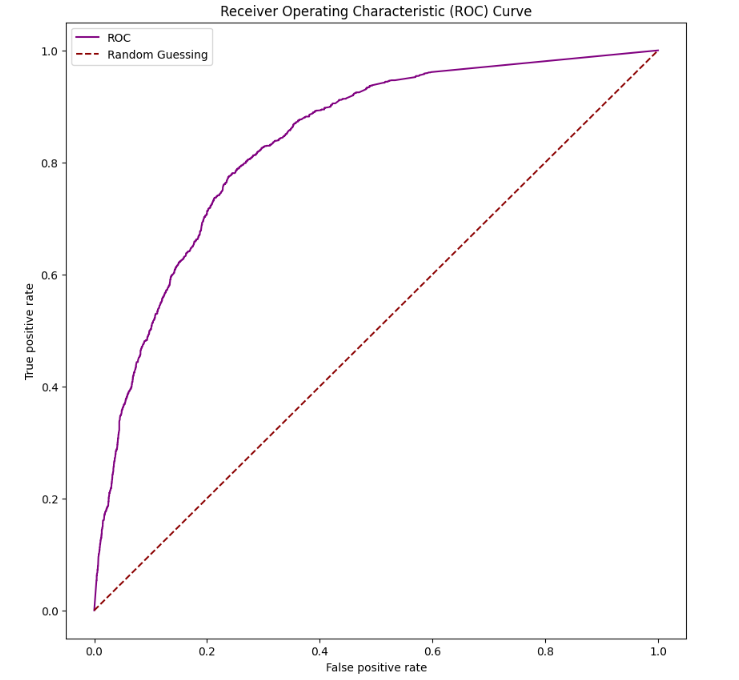 Receiver Operating Characteristic (ROC) Curve
ROC
Random Guessing
True positive rate
1.0
0.8
0.6
0.4
0.2
0.0
0.0 0.2 0.4 0.6 0.8 1.0
False positive rate